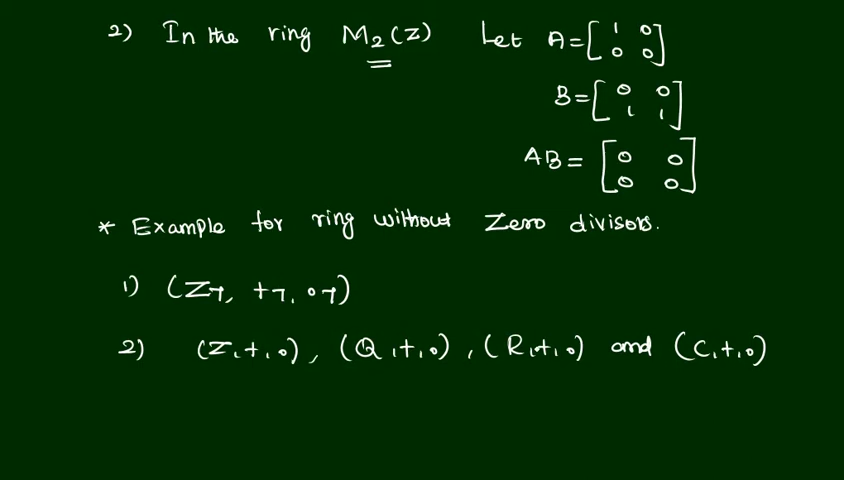 2) In the ring M₂(Z) Let A = [1 0
0 0]
B = [0 0
1 1]
AB = [0 0
0 0]
* Example for ring without Zero divisors.
1) (Z₇, +₇, ∘₇)
2) (Z, +, ∘), (Q, +, ∘), (R, +, ∘) and (C, +, ∘)